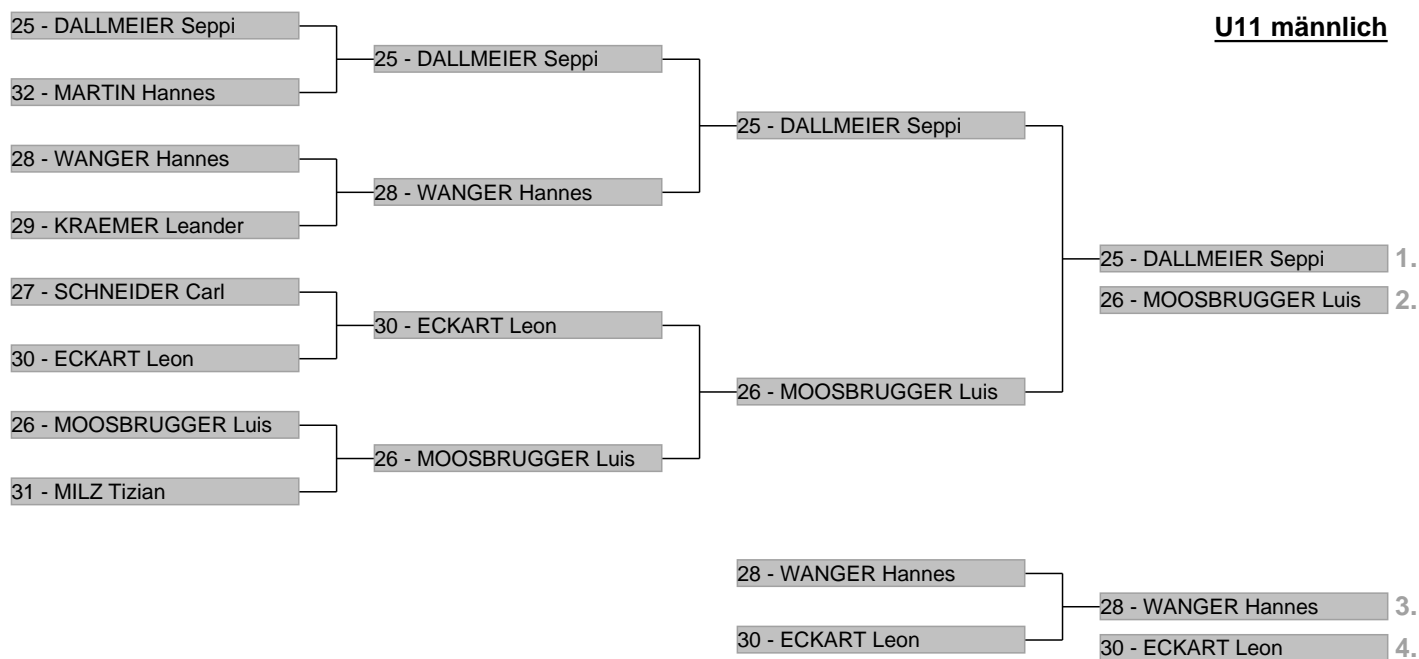 U11 männlich
25 - DALLMEIER Seppi
32 - MARTIN Hannes
28 - WANGER Hannes
29 - KRAEMER Leander
27 - SCHNEIDER Carl
30 - ECKART Leon
26 - MOOSBRUGGER Luis
31 - MILZ Tizian
25 - DALLMEIER Seppi
28 - WANGER Hannes
30 - ECKART Leon
26 - MOOSBRUGGER Luis
25 - DALLMEIER Seppi
26 - MOOSBRUGGER Luis
25 - DALLMEIER Seppi 1.
26 - MOOSBRUGGER Luis 2.
28 - WANGER Hannes
30 - ECKART Leon
28 - WANGER Hannes 3.
30 - ECKART Leon 4.